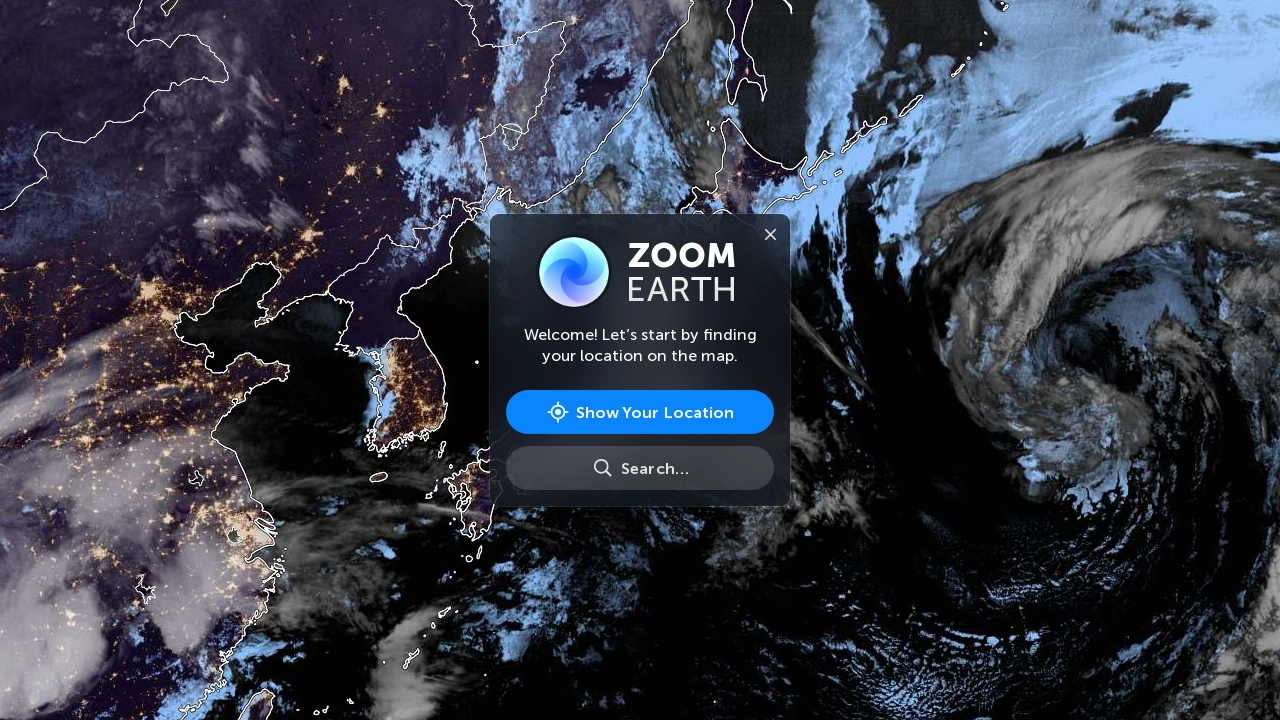 ZOOM
EARTH
Welcome! Let's start by finding
your location on the map.
Show Your Location
Search...